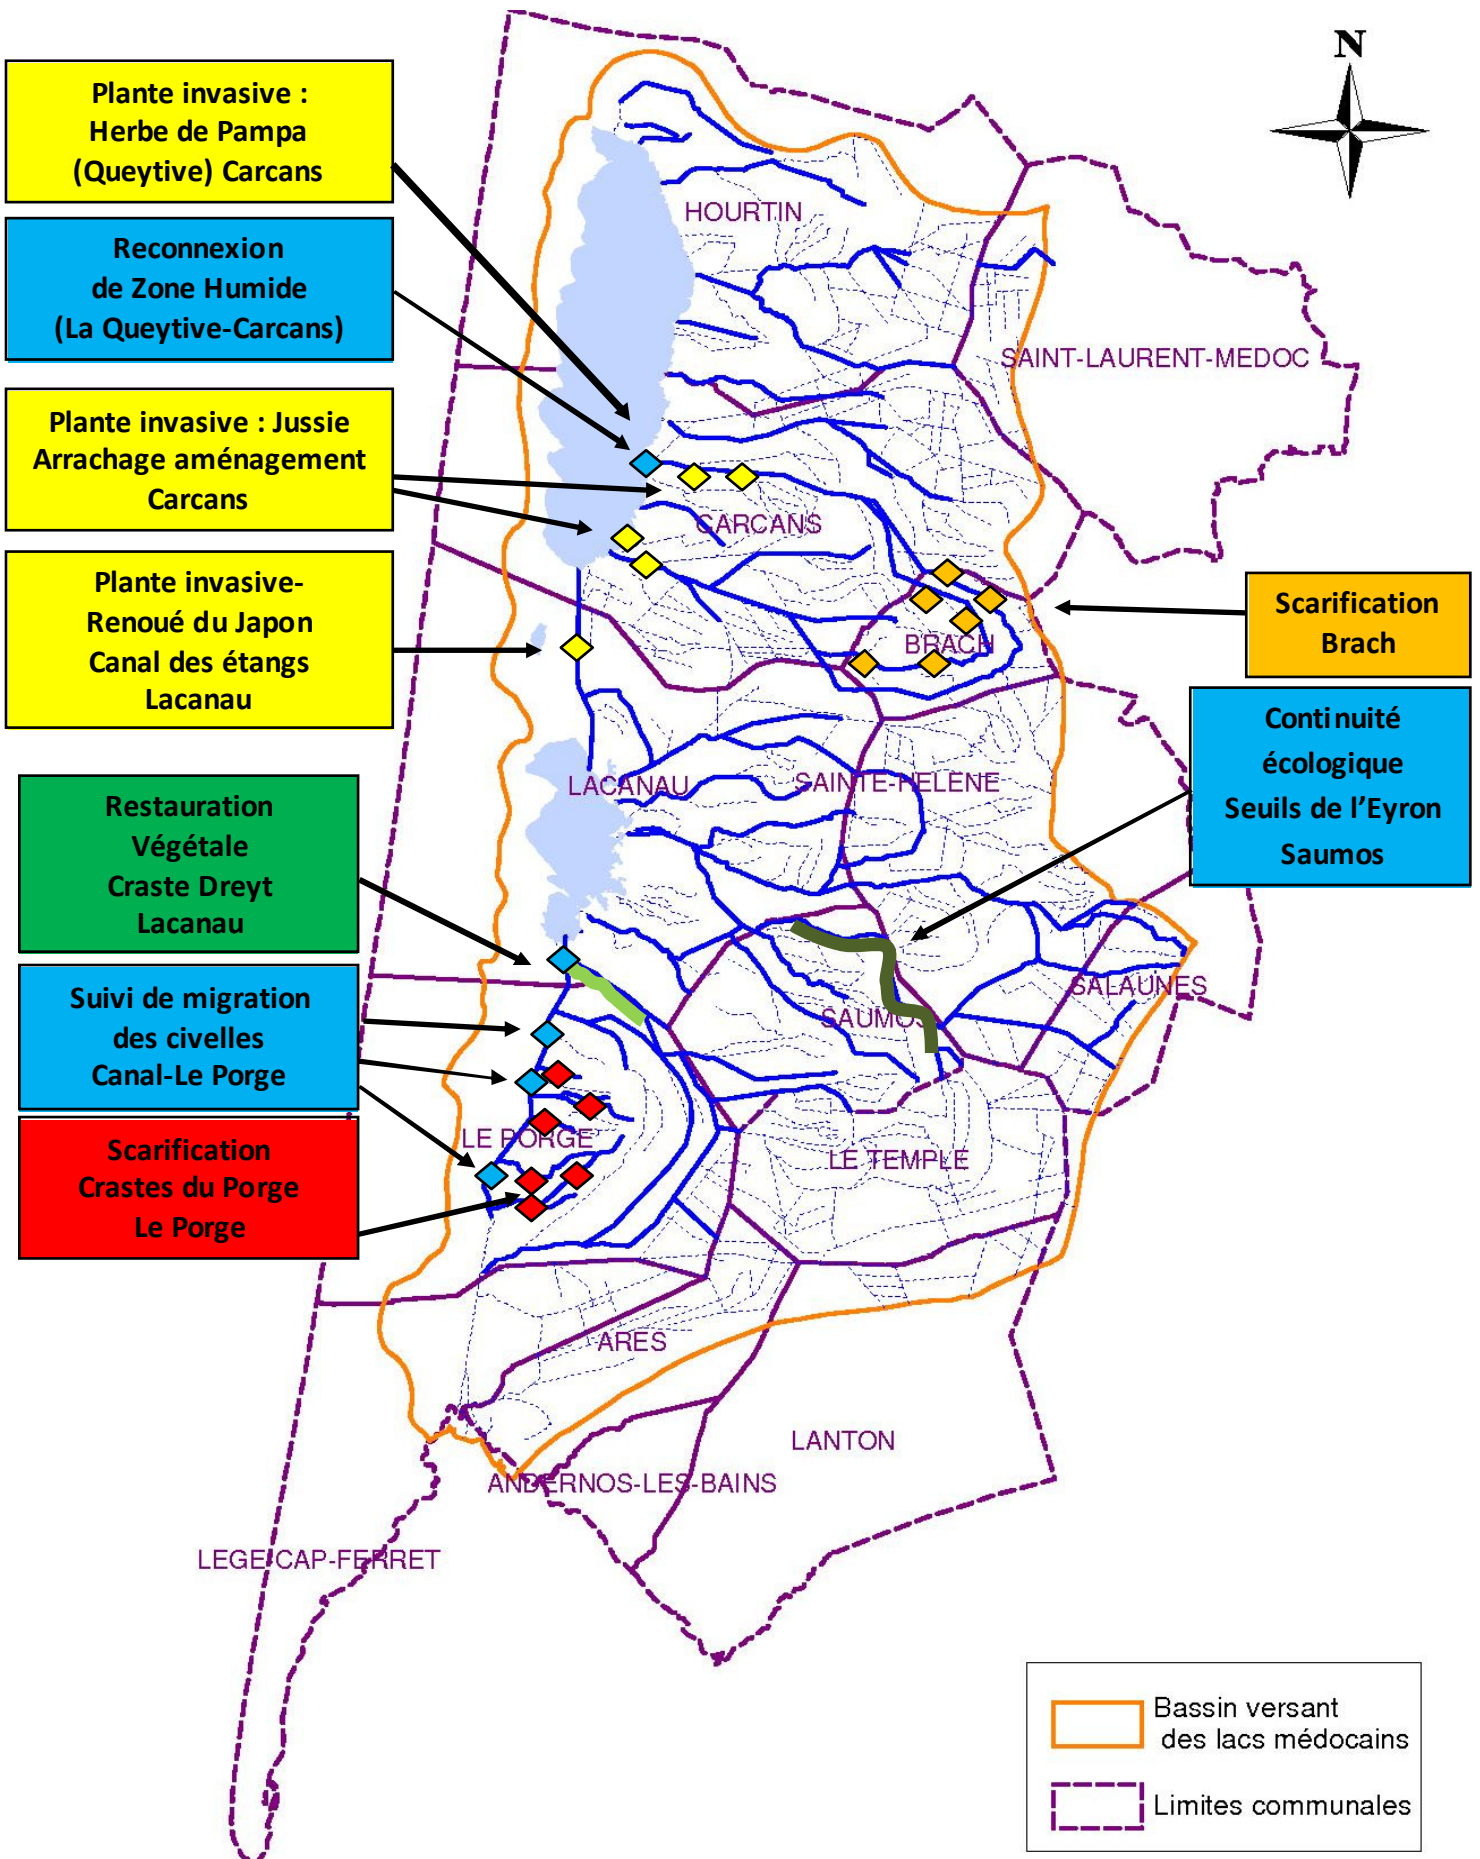 N
Plante invasive :
Herbe de Pampa
(Queytive) Carcans
Reconnexion
de Zone Humide
(La Queytive-Carcans)
Plante invasive : Jussie
Arrachage aménagement
Carcans
Plante invasive-
Renoué du Japon
Canal des étangs
Lacanau
Restauration
Végétale
Craste Dreyt
Lacanau
Suivi de migration
des civelles
Canal-Le Porge
Scarification
Crastes du Porge
Le Porge
Scarification
Brach
Continuité
écologique
Seuils de l’Eyron
Saumos
HOURTIN
SAINT-LAURENT-MEDOC
CARCANS
BRACH
LACANAU
SAINTE-HELENE
SALAUNES
SAUMOS
LE PORGE
LE TEMPLE
ARES
LANTON
ANDERNOS-LES-BAINS
LEGE-CAP-FERRET
Bassin versant
des lacs médocains
Limites communales